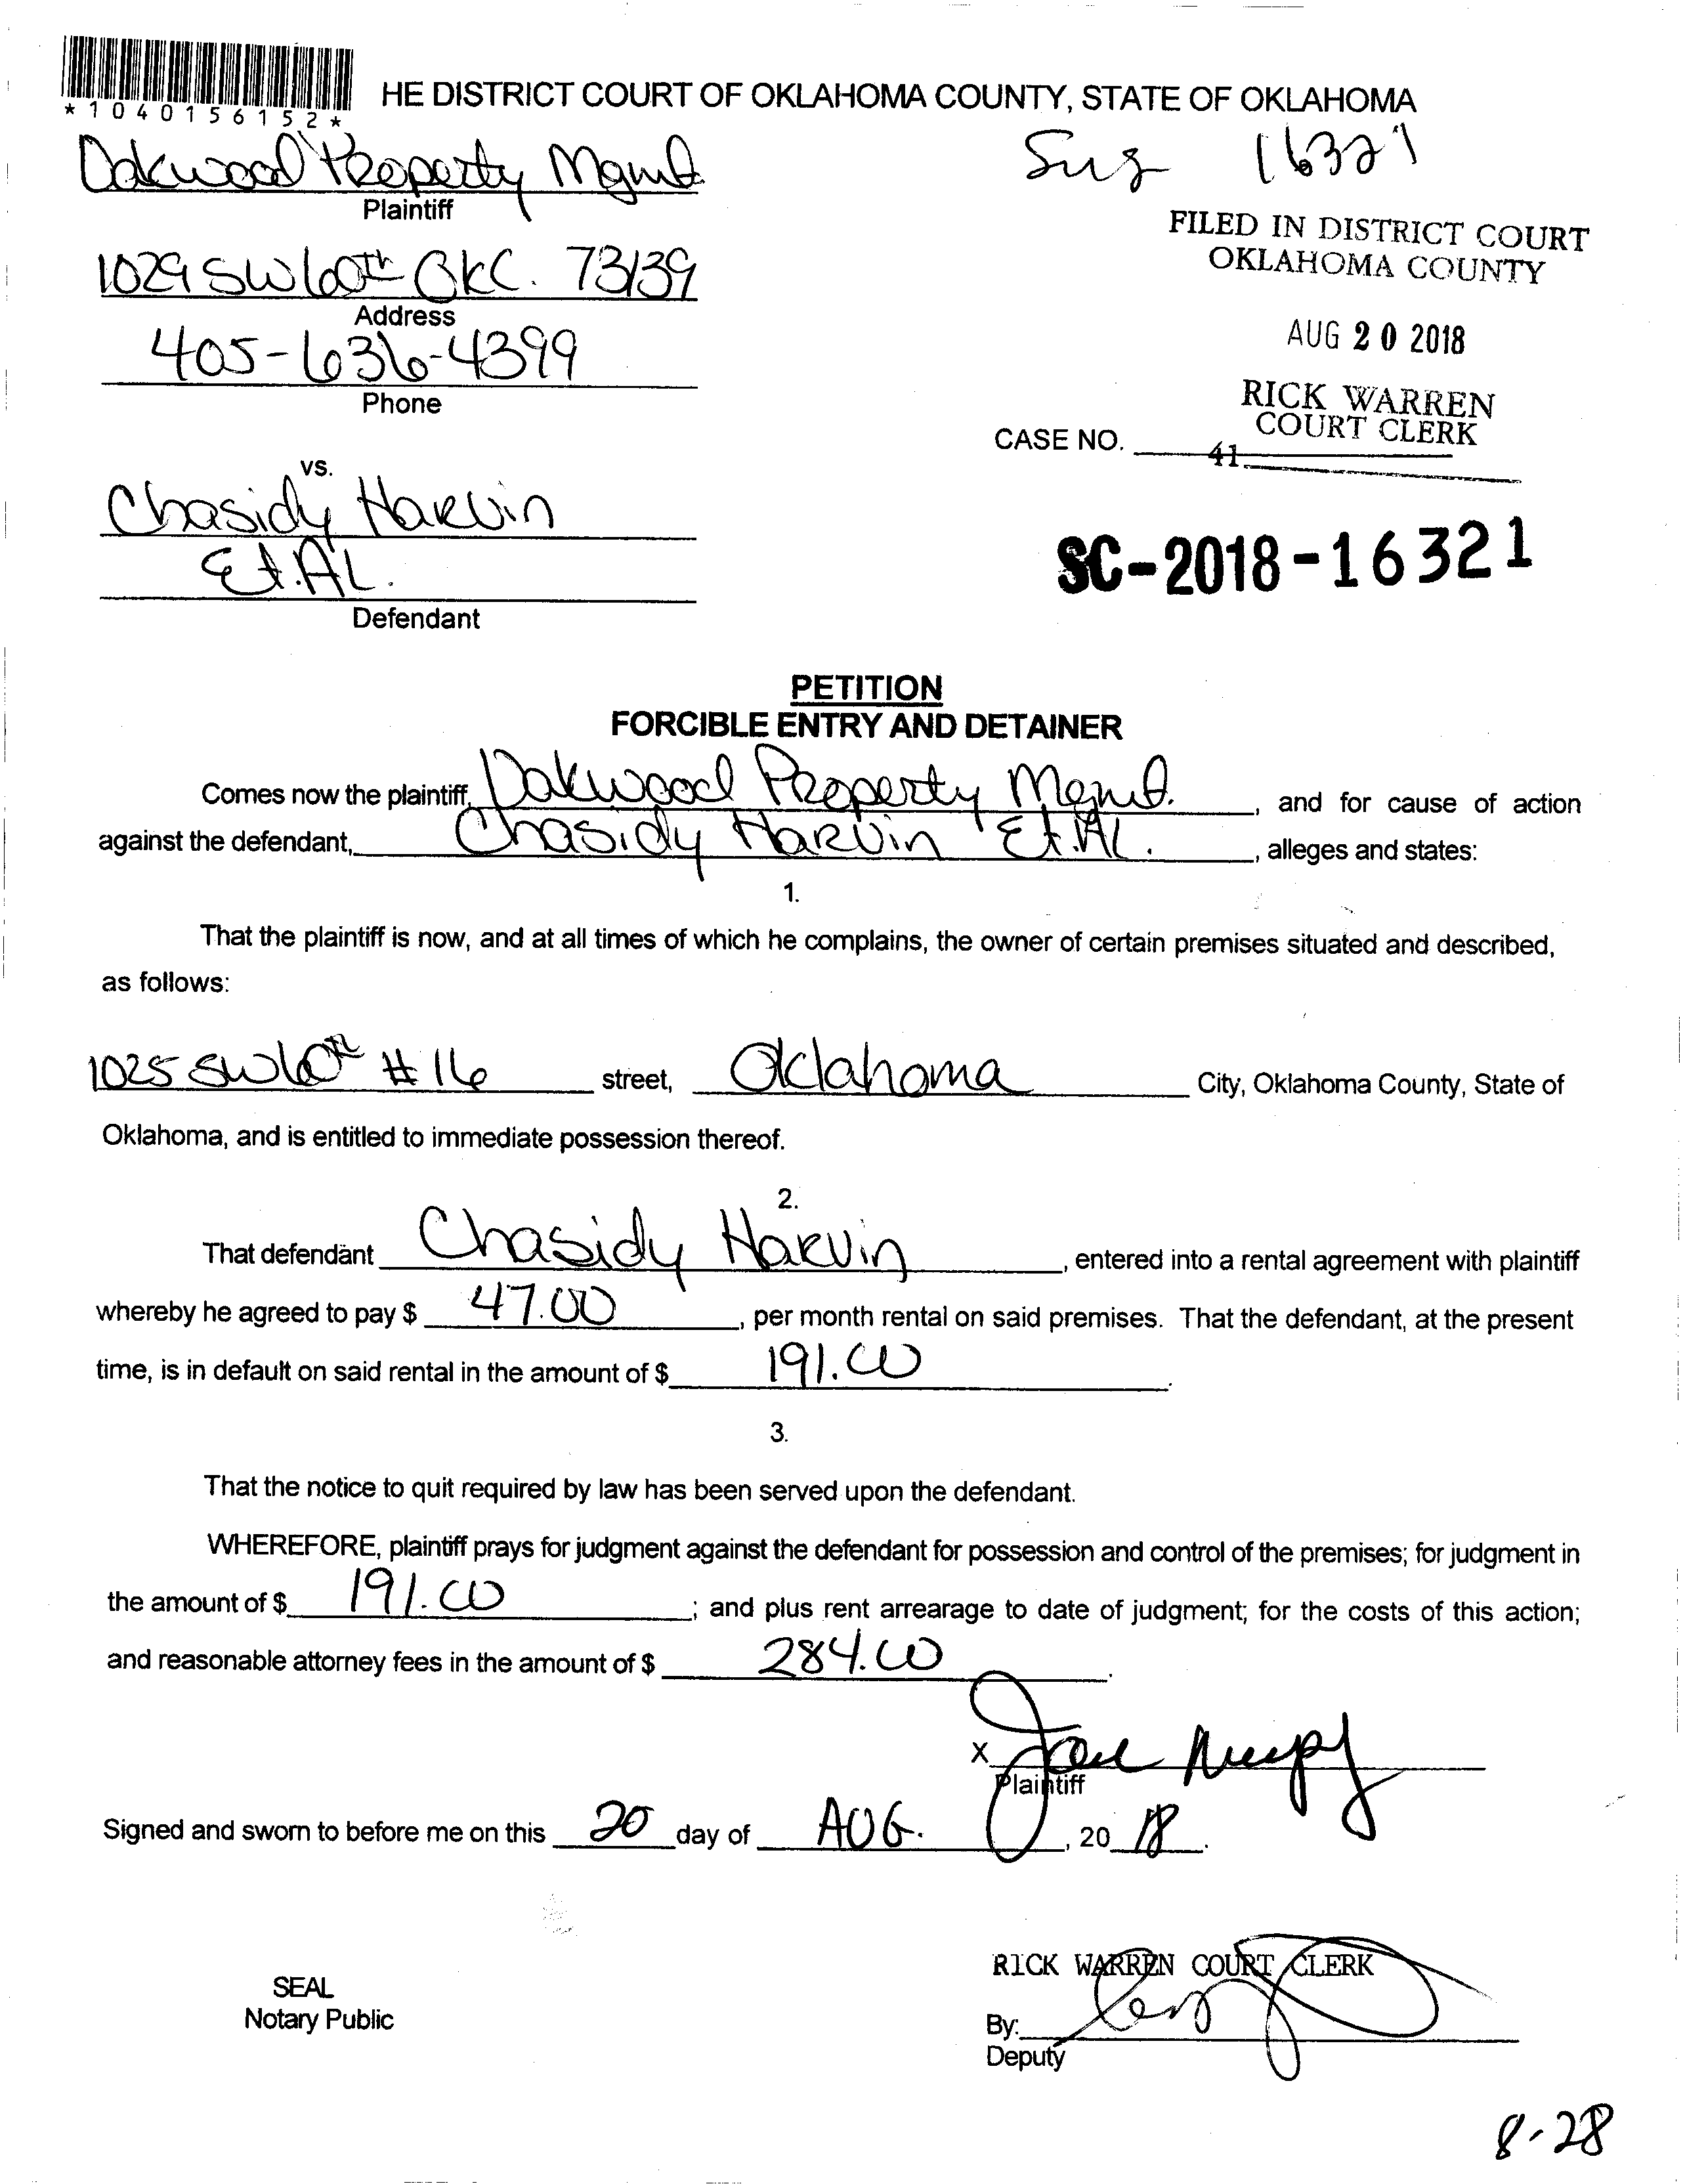 *1040156152*
HE DISTRICT COURT OF OKLAHOMA COUNTY, STATE OF OKLAHOMA
Oakwood Property Mgmt
16321
Plaintiff
FILED IN DISTRICT COURT
OKLAHOMA COUNTY
1029 SW 60th OKC. 73139
Address
AUG 20 2018
405-636-4399
Phone
RICK WARREN
COURT CLERK
CASE NO.
41
vs.
Chasidy Harvin
Et.AL.
Defendant
SC-2018-16321
PETITION
FORCIBLE ENTRY AND DETAINER
Comes now the plaintiff, Oakwood Property Mgmt. , and for cause of action
against the defendant, Chasidy Harvin Et.AL. , alleges and states:
1.
That the plaintiff is now, and at all times of which he complains, the owner of certain premises situated and described,
as follows:
1025 SW 60th #16 street, Oklahoma City, Oklahoma County, State of
Oklahoma, and is entitled to immediate possession thereof.
2.
That defendant Chasidy Harvin , entered into a rental agreement with plaintiff
whereby he agreed to pay $ 47.00 , per month rental on said premises. That the defendant, at the present
time, is in default on said rental in the amount of $ 191.00 .
3.
That the notice to quit required by law has been served upon the defendant.
WHEREFORE, plaintiff prays for judgment against the defendant for possession and control of the premises; for judgment in
the amount of $ 191.00 ; and plus rent arrearage to date of judgment; for the costs of this action;
and reasonable attorney fees in the amount of $ 284.00 .
X
Plaintiff
Signed and sworn to before me on this 20 day of AUG. , 20 18 .
RICK WARREN COURT CLERK
SEAL
Notary Public
By:
Deputy
8-28